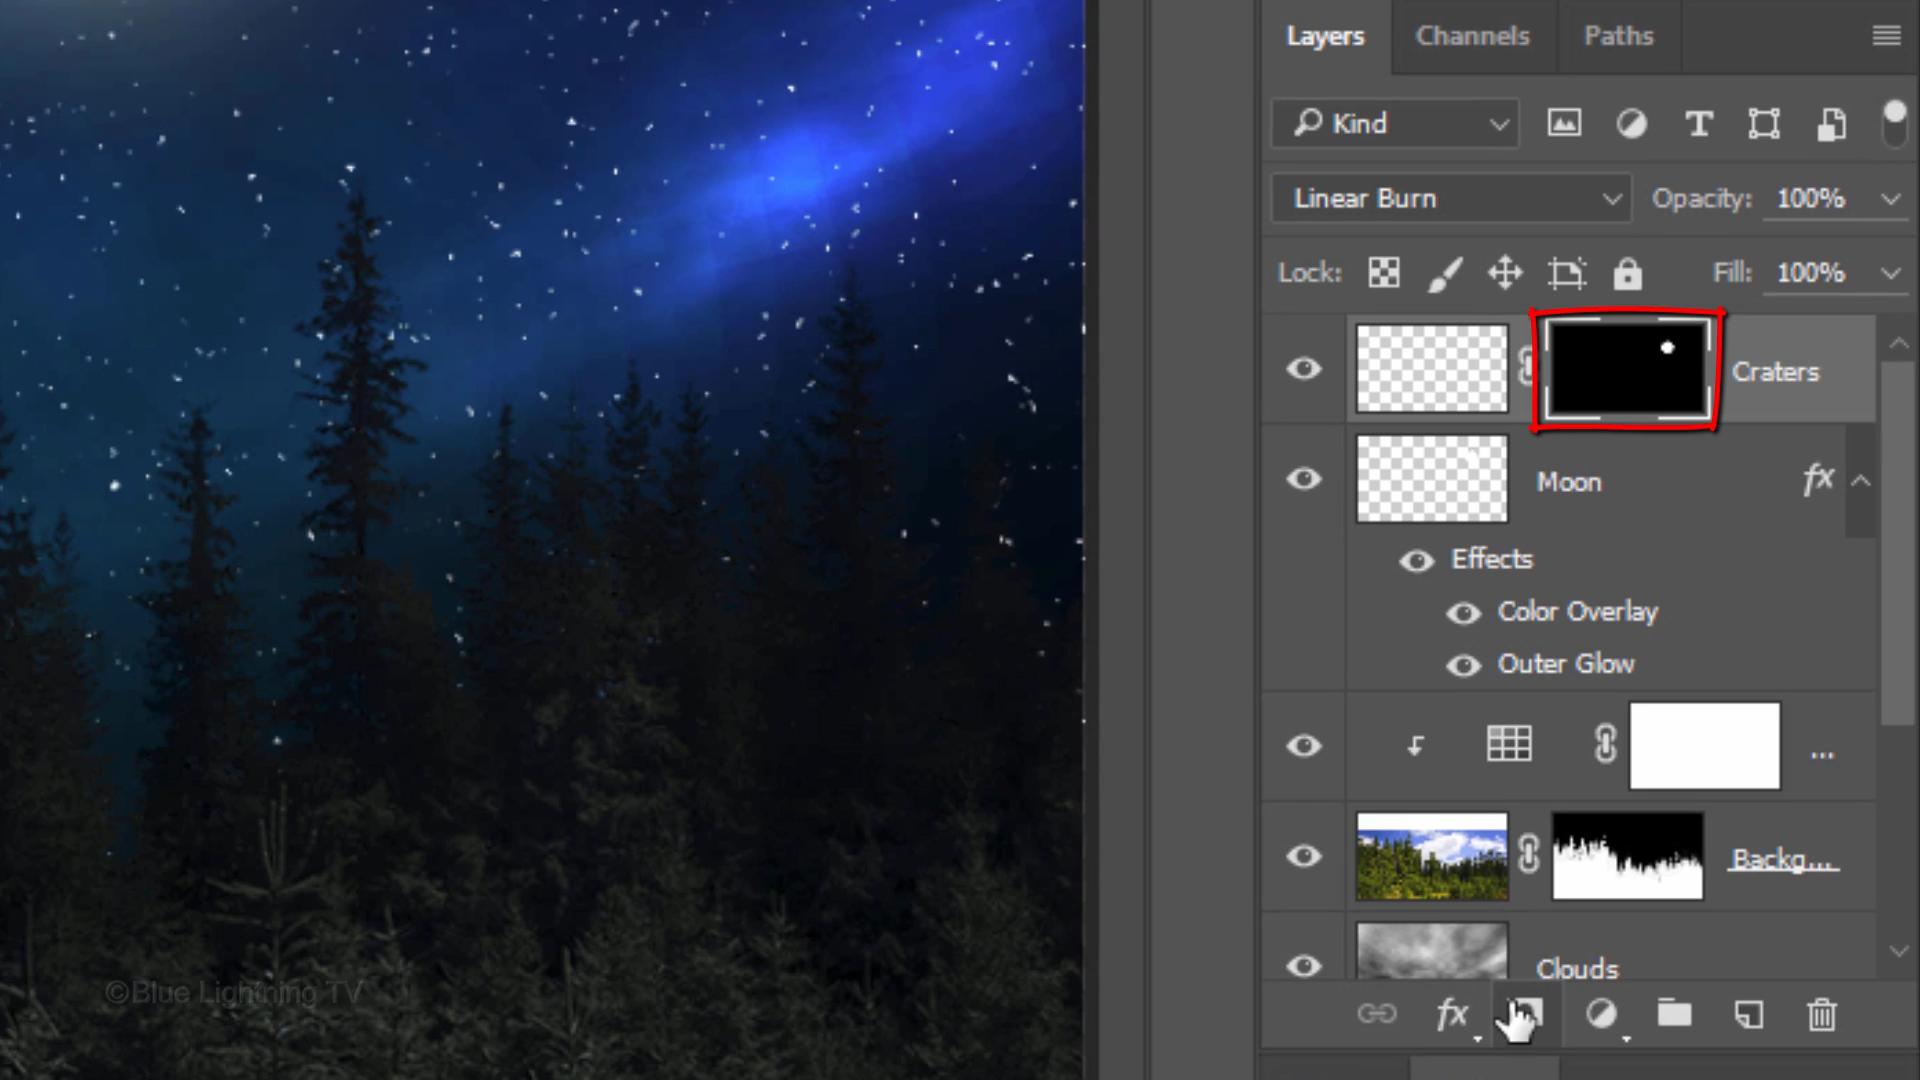 Layers
Channels
Paths
Kind
Linear Burn
Opacity: 100%
Lock:
Fill: 100%
Craters
Moon
fx
Effects
Color Overlay
Outer Glow
...
Backg...
Clouds
fx
©Blue Lightning TV